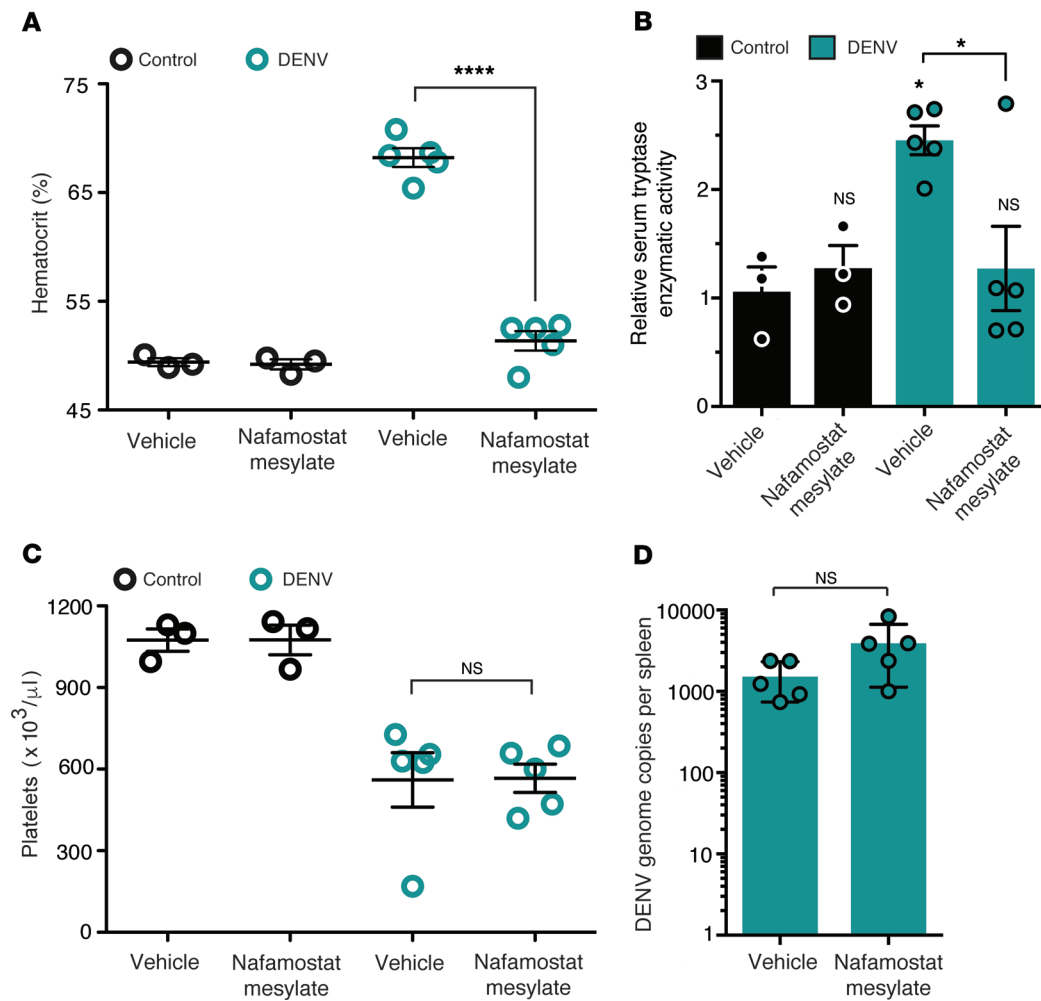 A
Control DENV
****
75
65
55
45
Hematocrit (%)
Vehicle
Nafamostat
mesylate
Vehicle
Nafamostat
mesylate
B
Control DENV
*
*
NS
NS
3
2
1
0
Relative serum tryptase
enzymatic activity
Vehicle
Nafamostat
mesylate
Vehicle
Nafamostat
mesylate
C
Control DENV
NS
1200
900
600
300
0
Platelets ( x 10³/μl)
Vehicle
Nafamostat
mesylate
Vehicle
Nafamostat
mesylate
D
NS
10000
1000
100
10
1
DENV genome copies per spleen
Vehicle
Nafamostat
mesylate